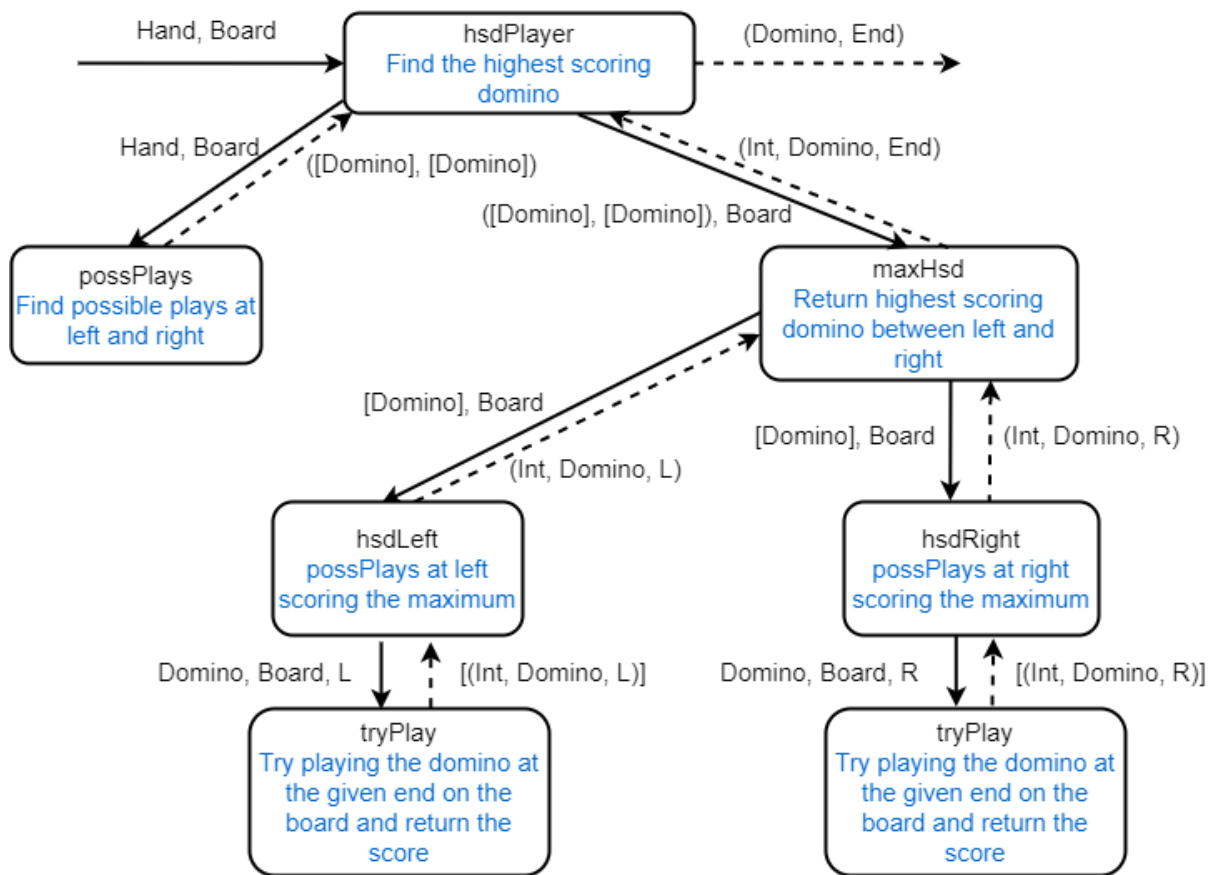 Hand, Board
hsdPlayer
Find the highest scoring
domino
(Domino, End)
Hand, Board
([Domino], [Domino])
(Int, Domino, End)
([Domino], [Domino]), Board
possPlays
Find possible plays at
left and right
maxHsd
Return highest scoring
domino between left and
right
[Domino], Board
(Int, Domino, L)
[Domino], Board
(Int, Domino, R)
hsdLeft
possPlays at left
scoring the maximum
hsdRight
possPlays at right
scoring the maximum
Domino, Board, L
[(Int, Domino, L)]
Domino, Board, R
[(Int, Domino, R)]
tryPlay
Try playing the domino at
the given end on the
board and return the
score
tryPlay
Try playing the domino at
the given end on the
board and return the
score